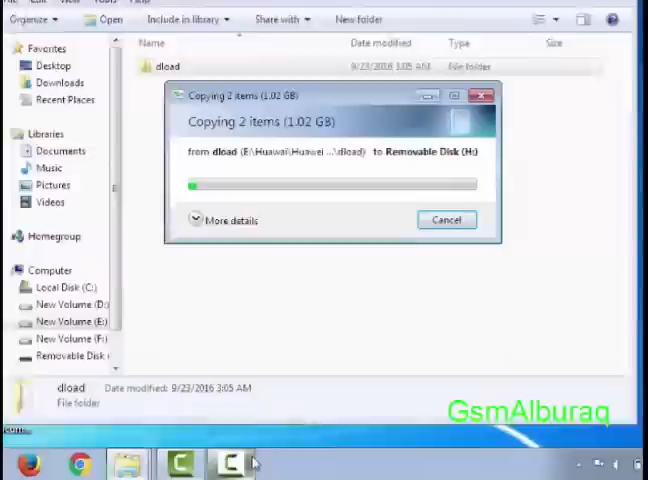 Organize
Open
Include in library
Share with
New folder
Name
Date modified
Type
Size
dload
9/23/2016 3:05 AM
File folder
Favorites
Desktop
Downloads
Recent Places
Libraries
Documents
Music
Pictures
Videos
Homegroup
Computer
Local Disk (C:)
New Volume (D:)
New Volume (E:)
New Volume (F:)
Removable Disk (
Copying 2 items (1.02 GB)
Copying 2 items (1.02 GB)
from dload (E:\Huawai\Huawei ...\dload) to Removable Disk (H:)
More details
Cancel
dload
Date modified: 9/23/2016 3:05 AM
File folder
GsmAlburaq